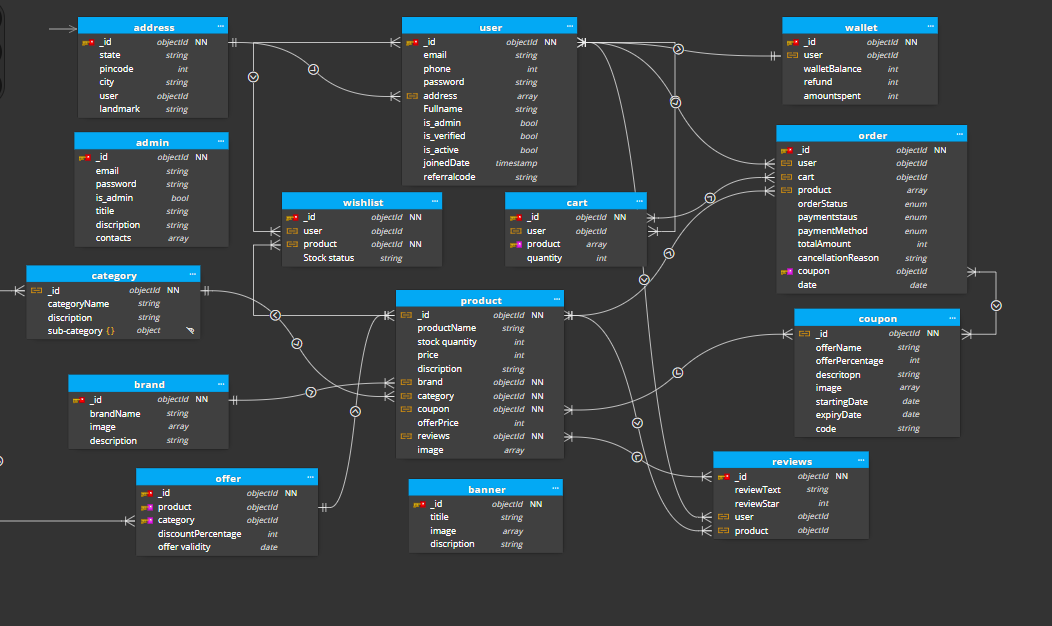 address ...
_id objectId NN
state string
pincode int
city string
user objectId
landmark string
user ...
_id objectId NN
email string
phone int
password string
address array
Fullname string
is_admin bool
is_verified bool
is_active bool
joinedDate timestamp
referralcode string
wallet ...
_id objectId NN
user objectId
walletBalance int
refund int
amountspent int
admin ...
_id objectId NN
email string
password string
is_admin bool
titile string
discription string
contacts array
order ...
_id objectId NN
user objectId
cart objectId
product array
orderStatus enum
paymentstaus enum
paymentMethod enum
totalAmount int
cancellationReason string
coupon objectId
date date
wishlist ...
_id objectId NN
user objectId
product objectId NN
Stock status string
cart ...
_id objectId NN
user objectId
product array
quantity int
category ...
_id objectId NN
categoryName string
discription string
sub-category {} object
product ...
_id objectId NN
productName string
stock quantity int
price int
discription string
brand objectId NN
category objectId NN
coupon objectId NN
offerPrice int
reviews objectId NN
image array
coupon ...
_id objectId NN
offerName string
offerPercentage int
descritopn string
image array
startingDate date
expiryDate date
code string
brand ...
_id objectId NN
brandName string
image array
description string
offer ...
_id objectId NN
product objectId
category objectId
discountPercentage int
offer validity date
banner ...
_id objectId NN
titile string
image array
discription string
reviews ...
_id objectId NN
reviewText string
reviewStar int
user objectId
product objectId